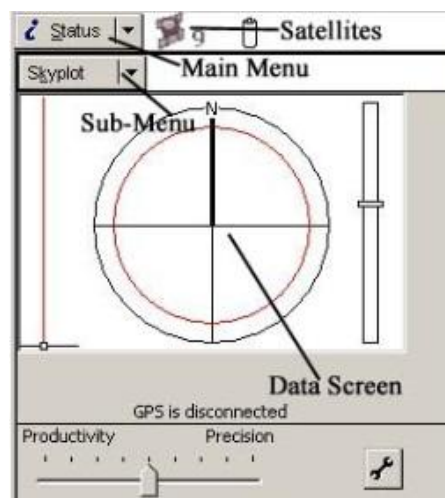 Status
9
Satellites
Skyplot
Main Menu
Sub-Menu
N
Data Screen
GPS is disconnected
Productivity Precision